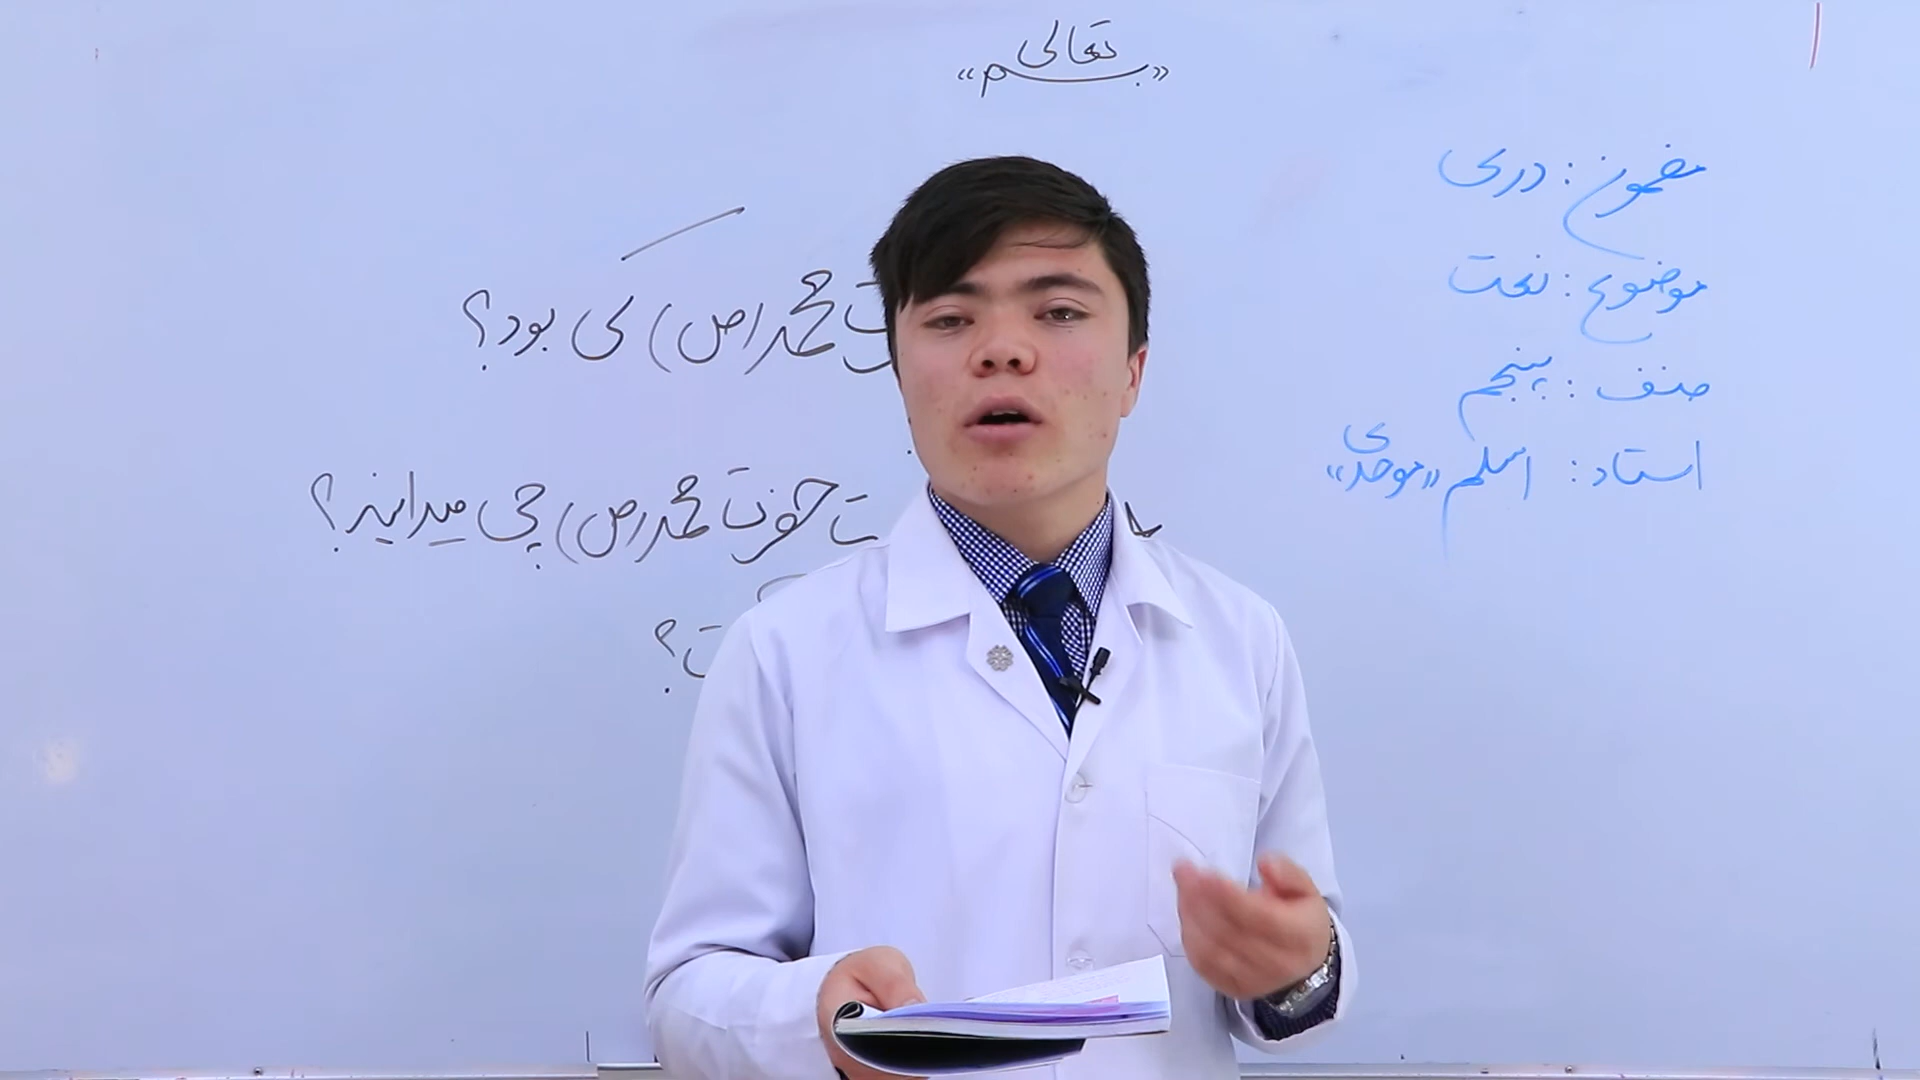 «بسم تعالی»
مضمون: دری
موضوع: نعت
صنف: پنجم
استاد: اسلم «موحدی»
ت محمد (ص) کی بود؟
ت حضرت محمد (ص) چی میدانید؟
ت؟